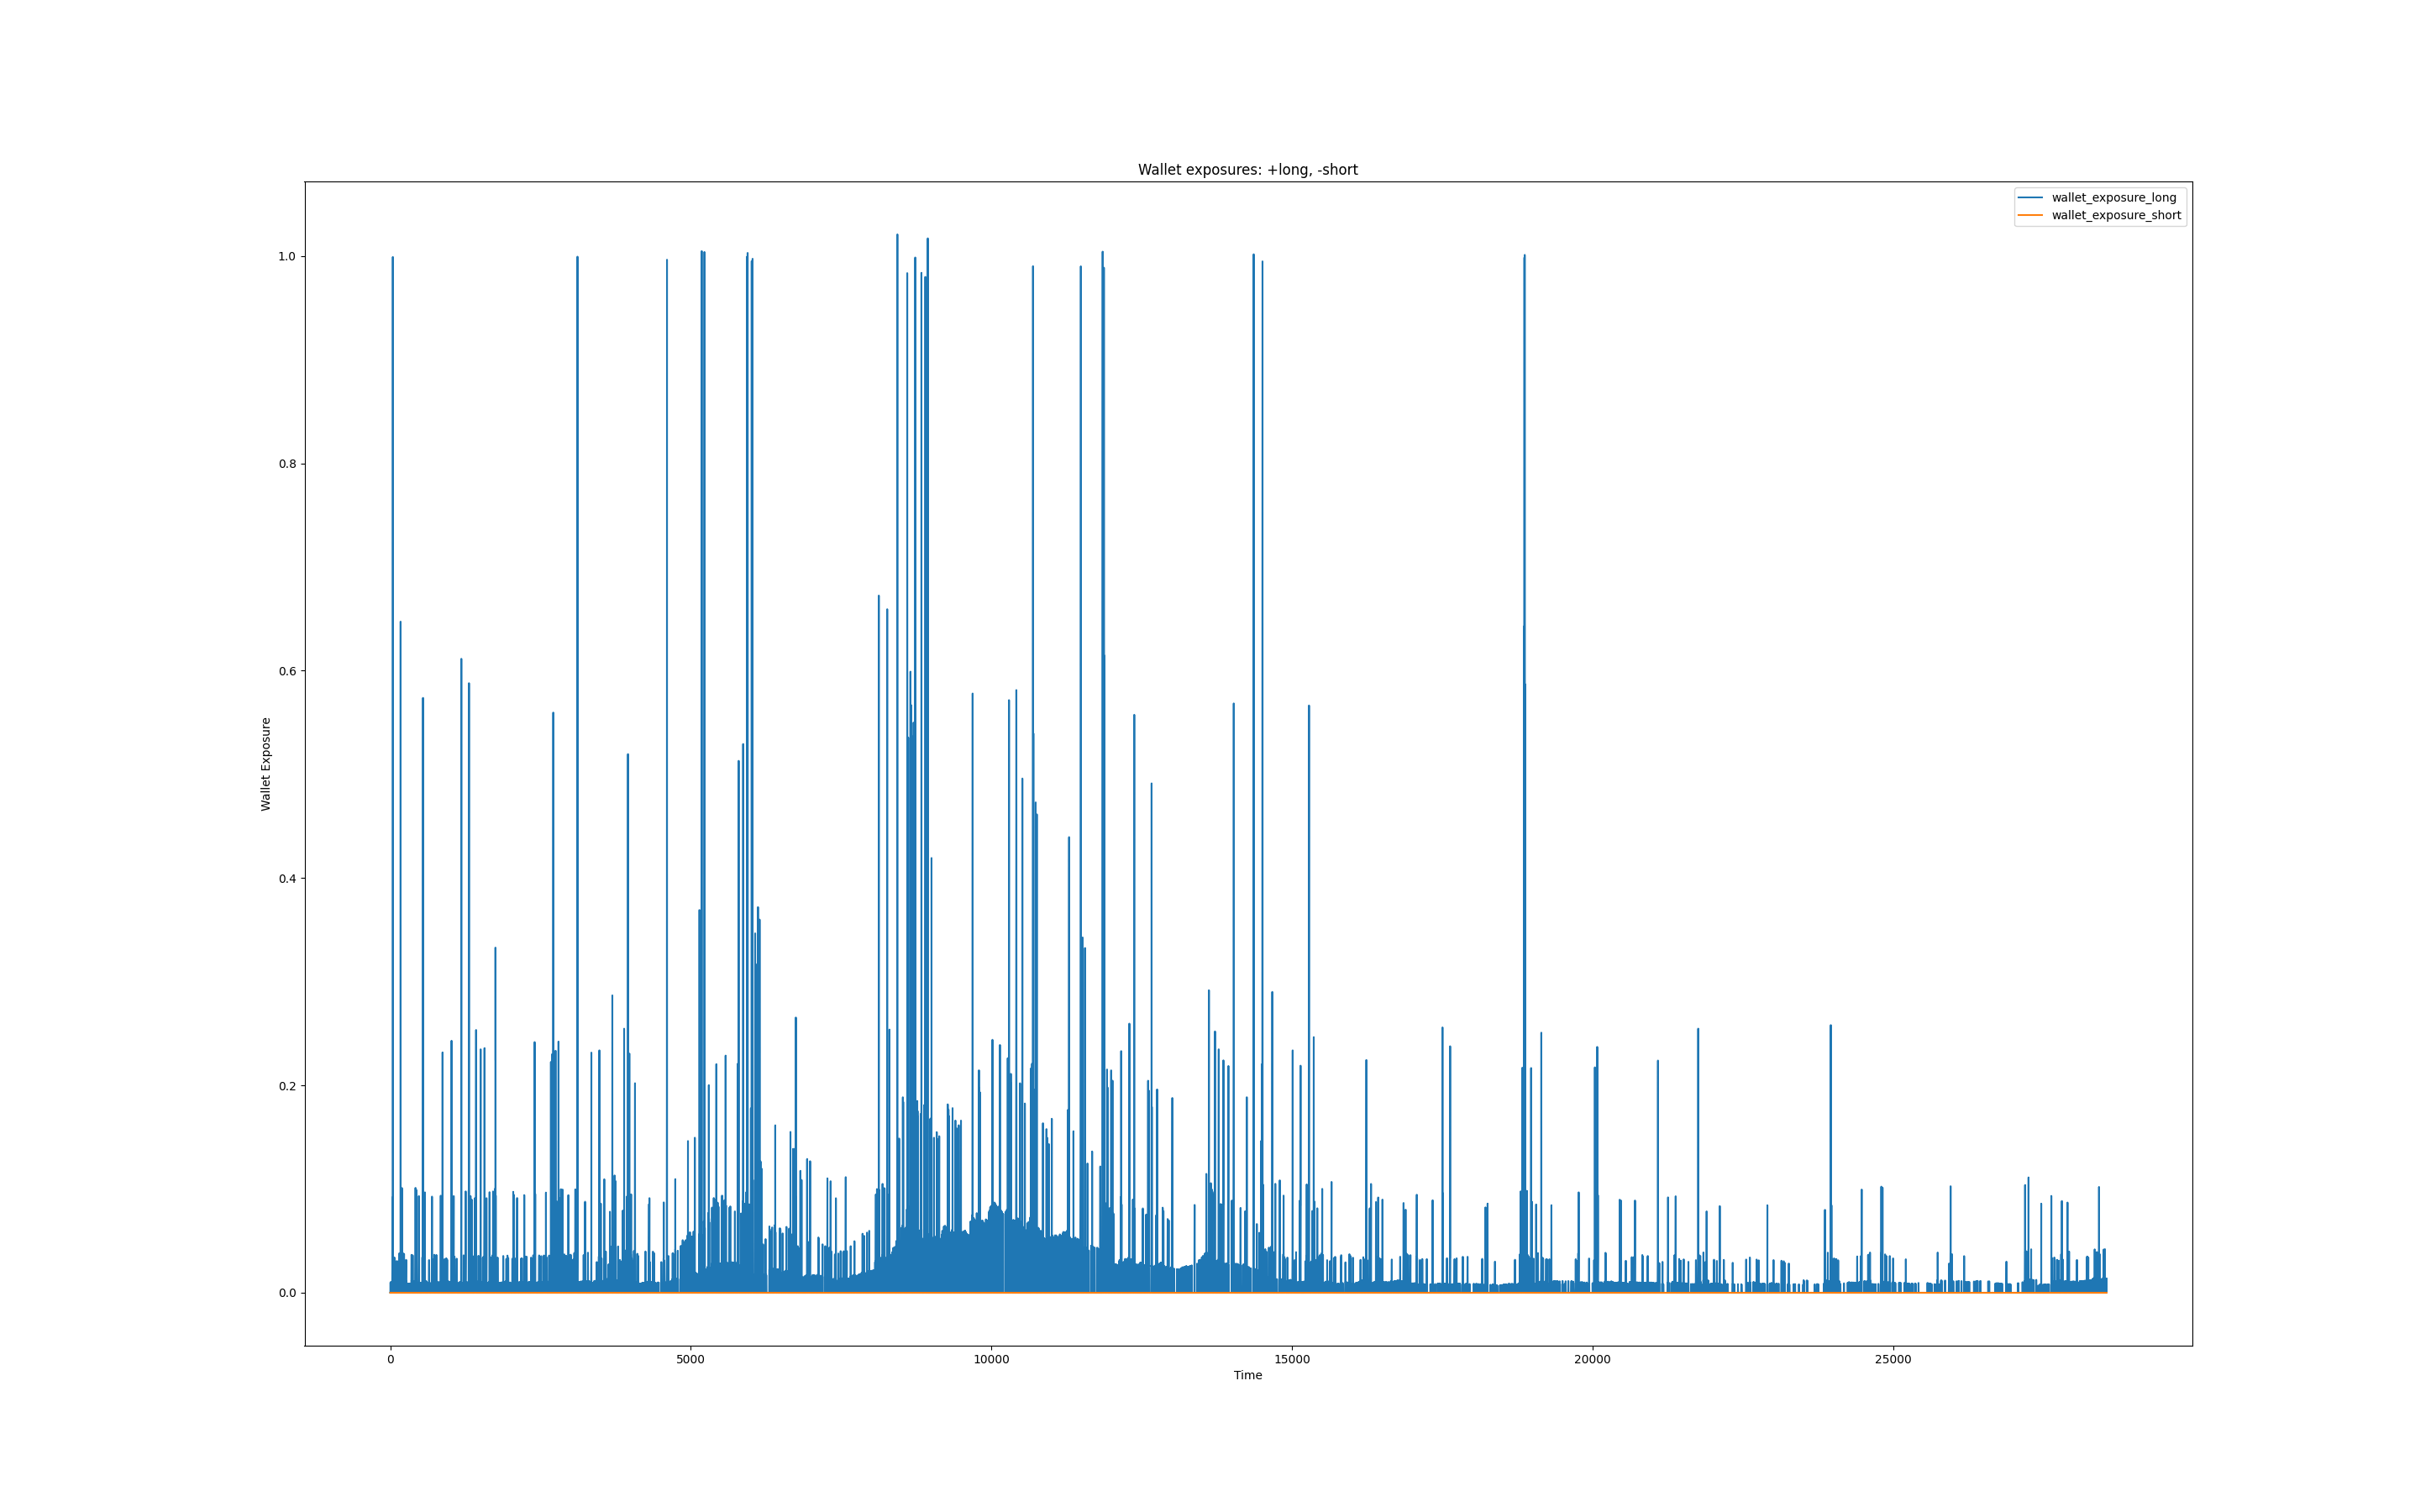 Wallet exposures: +long, -short
wallet_exposure_long
wallet_exposure_short
1.0
0.8
0.6
0.4
0.2
0.0
Wallet Exposure
0 5000 10000 15000 20000 25000
Time